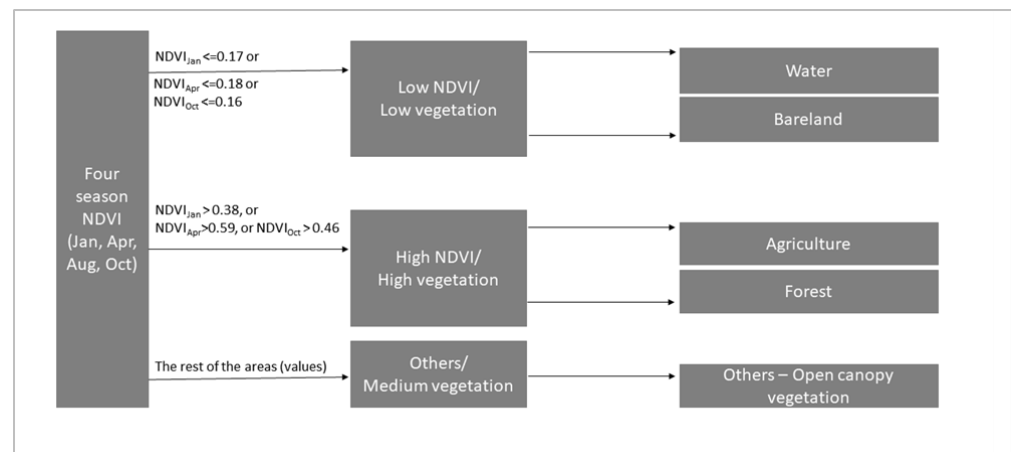 Four
season
NDVI
(Jan, Apr,
Aug, Oct)
NDVIJan <=0.17 or
NDVIApr <=0.18 or
NDVIOct <=0.16
Low NDVI/
Low vegetation
Water
Bareland
NDVIJan>0.38, or
NDVIApr>0.59, or NDVIOct>0.46
High NDVI/
High vegetation
Agriculture
Forest
The rest of the areas (values)
Others/
Medium vegetation
Others – Open canopy
vegetation